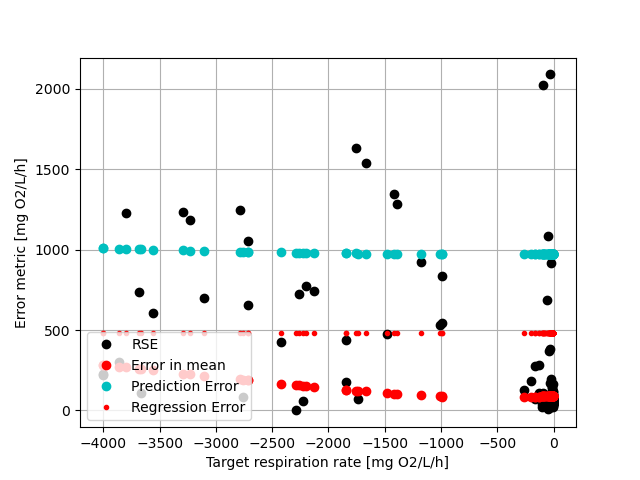 2000
1500
1000
500
0
Error metric [mg O2/L/h]
RSE
Error in mean
Prediction Error
Regression Error
−4000 −3500 −3000 −2500 −2000 −1500 −1000 −500 0
Target respiration rate [mg O2/L/h]